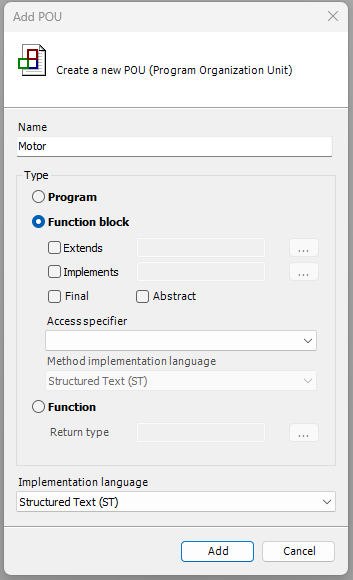 Add POU
Create a new POU (Program Organization Unit)
Name
Motor
Type
Program
Function block
Extends
...
Implements
...
Final Abstract
Access specifier
Method implementation language
Structured Text (ST)
Function
Return type
...
Implementation language
Structured Text (ST)
Add Cancel